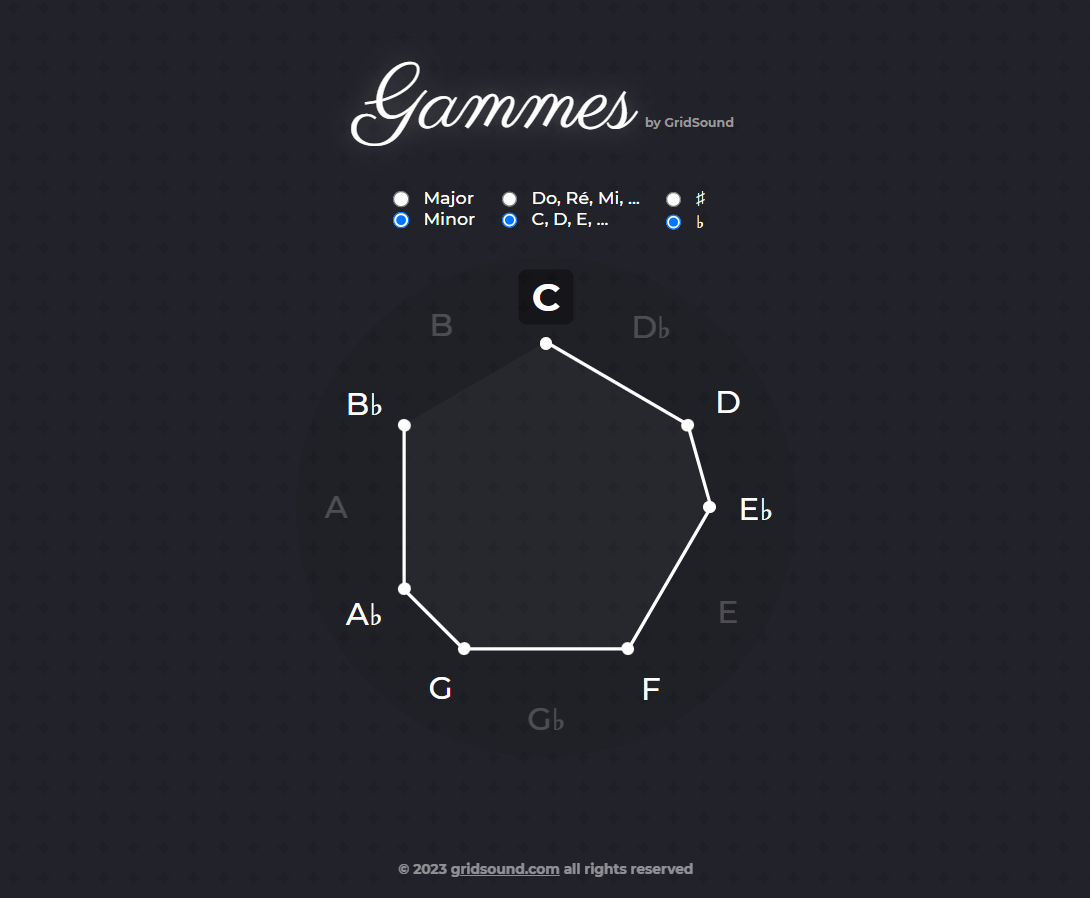 Gammes by GridSound
Major Do, Ré, Mi, ... ♯
Minor C, D, E, ... ♭
C
B D♭
B♭ D
A E♭
A♭ E
G F
G♭
© 2023 gridsound.com all rights reserved